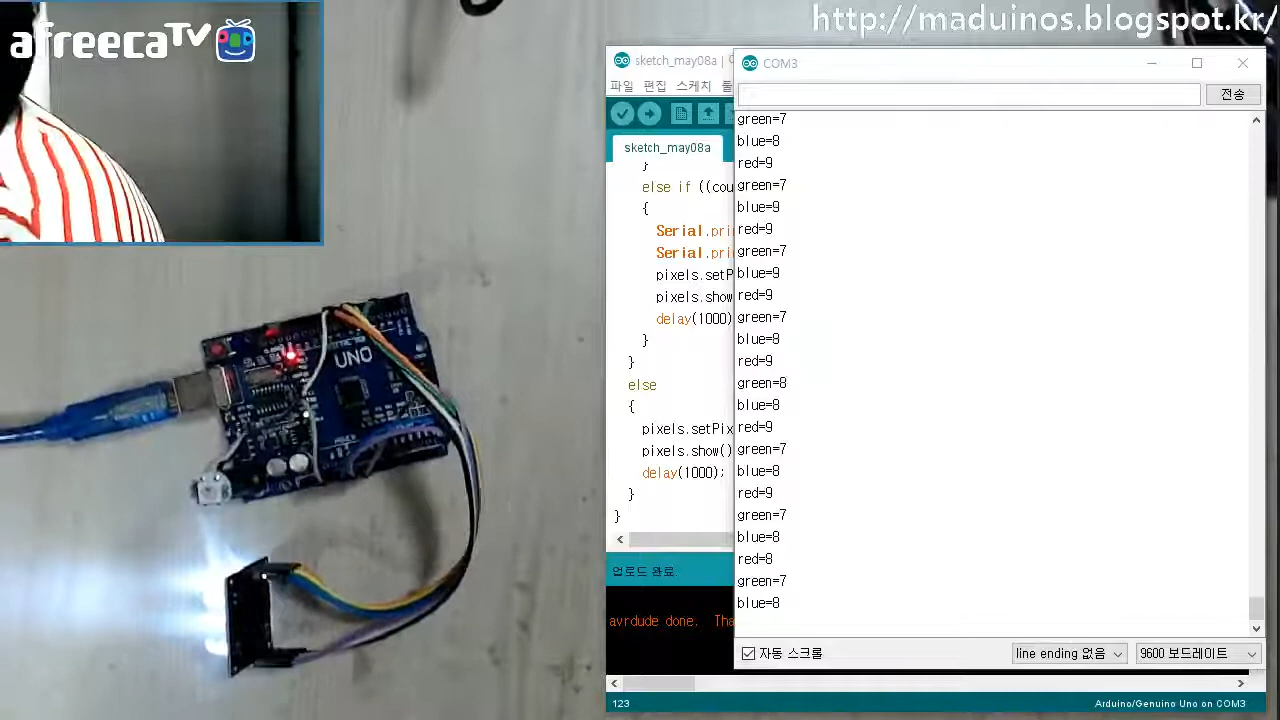 afreecaTV
http://maduinos.blogspot.kr/
sketch_may08a |
COM3
파일 편집 스케치 툴
전송
sketch_may08a
}
else if ((cou
{
Serial.pri
Serial.pri
pixels.setP
pixels.show
delay(1000)
}
}
else
{
pixels.setPix
pixels.show()
delay(1000);
}
}
green=7
blue=8
red=9
green=7
blue=9
red=9
green=7
blue=9
red=9
green=7
blue=8
red=9
green=8
blue=8
red=9
green=7
blue=8
red=9
green=7
blue=8
red=8
green=7
blue=8
업로드 완료.
avrdude done. Tha
자동 스크롤
line ending 없음
9600 보드레이트
123
Arduino/Genuino Uno on COM3
UNO